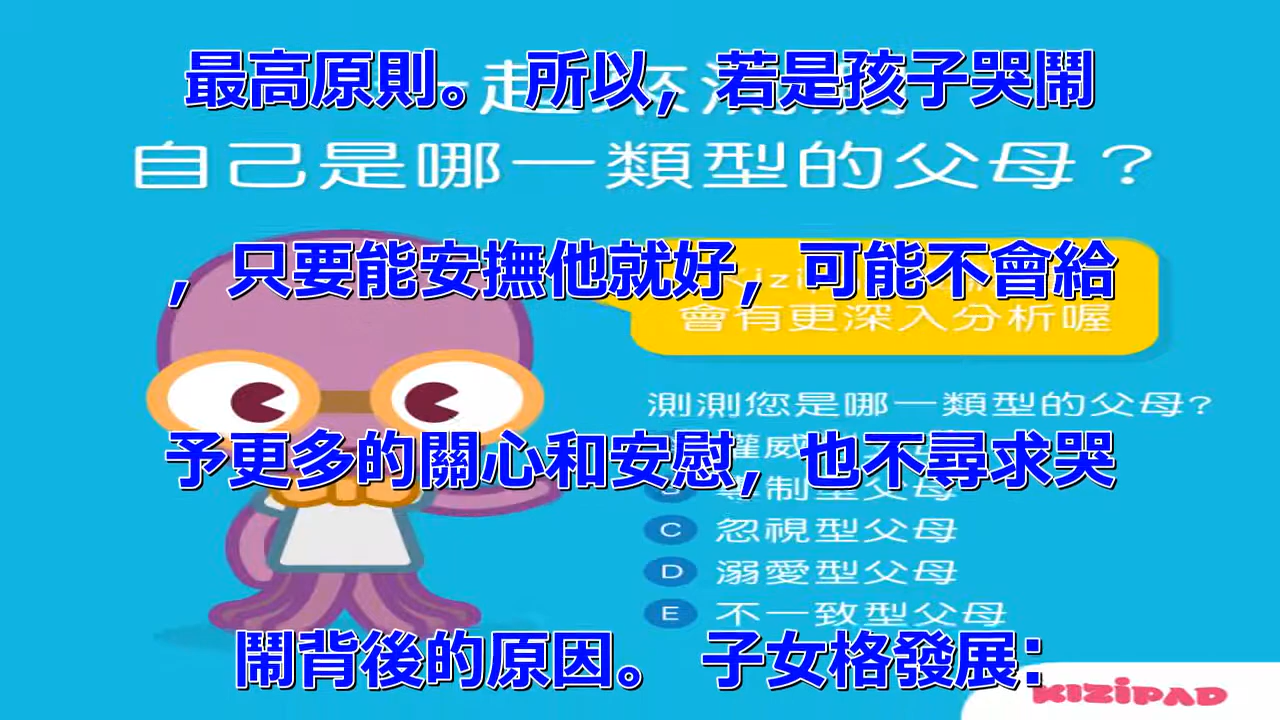 最高原則。 所以，若是孩子哭鬧
自己是哪一類型的父母？
，只要能安撫他就好，可能不會給
會有更深入分析喔
測測您是哪一類型的父母？
予更多的關心和安慰，也不尋求哭
C 忽視型父母
D 溺愛型父母
E 不一致型父母
鬧背後的原因。 子女格發展：
KIZIPAD